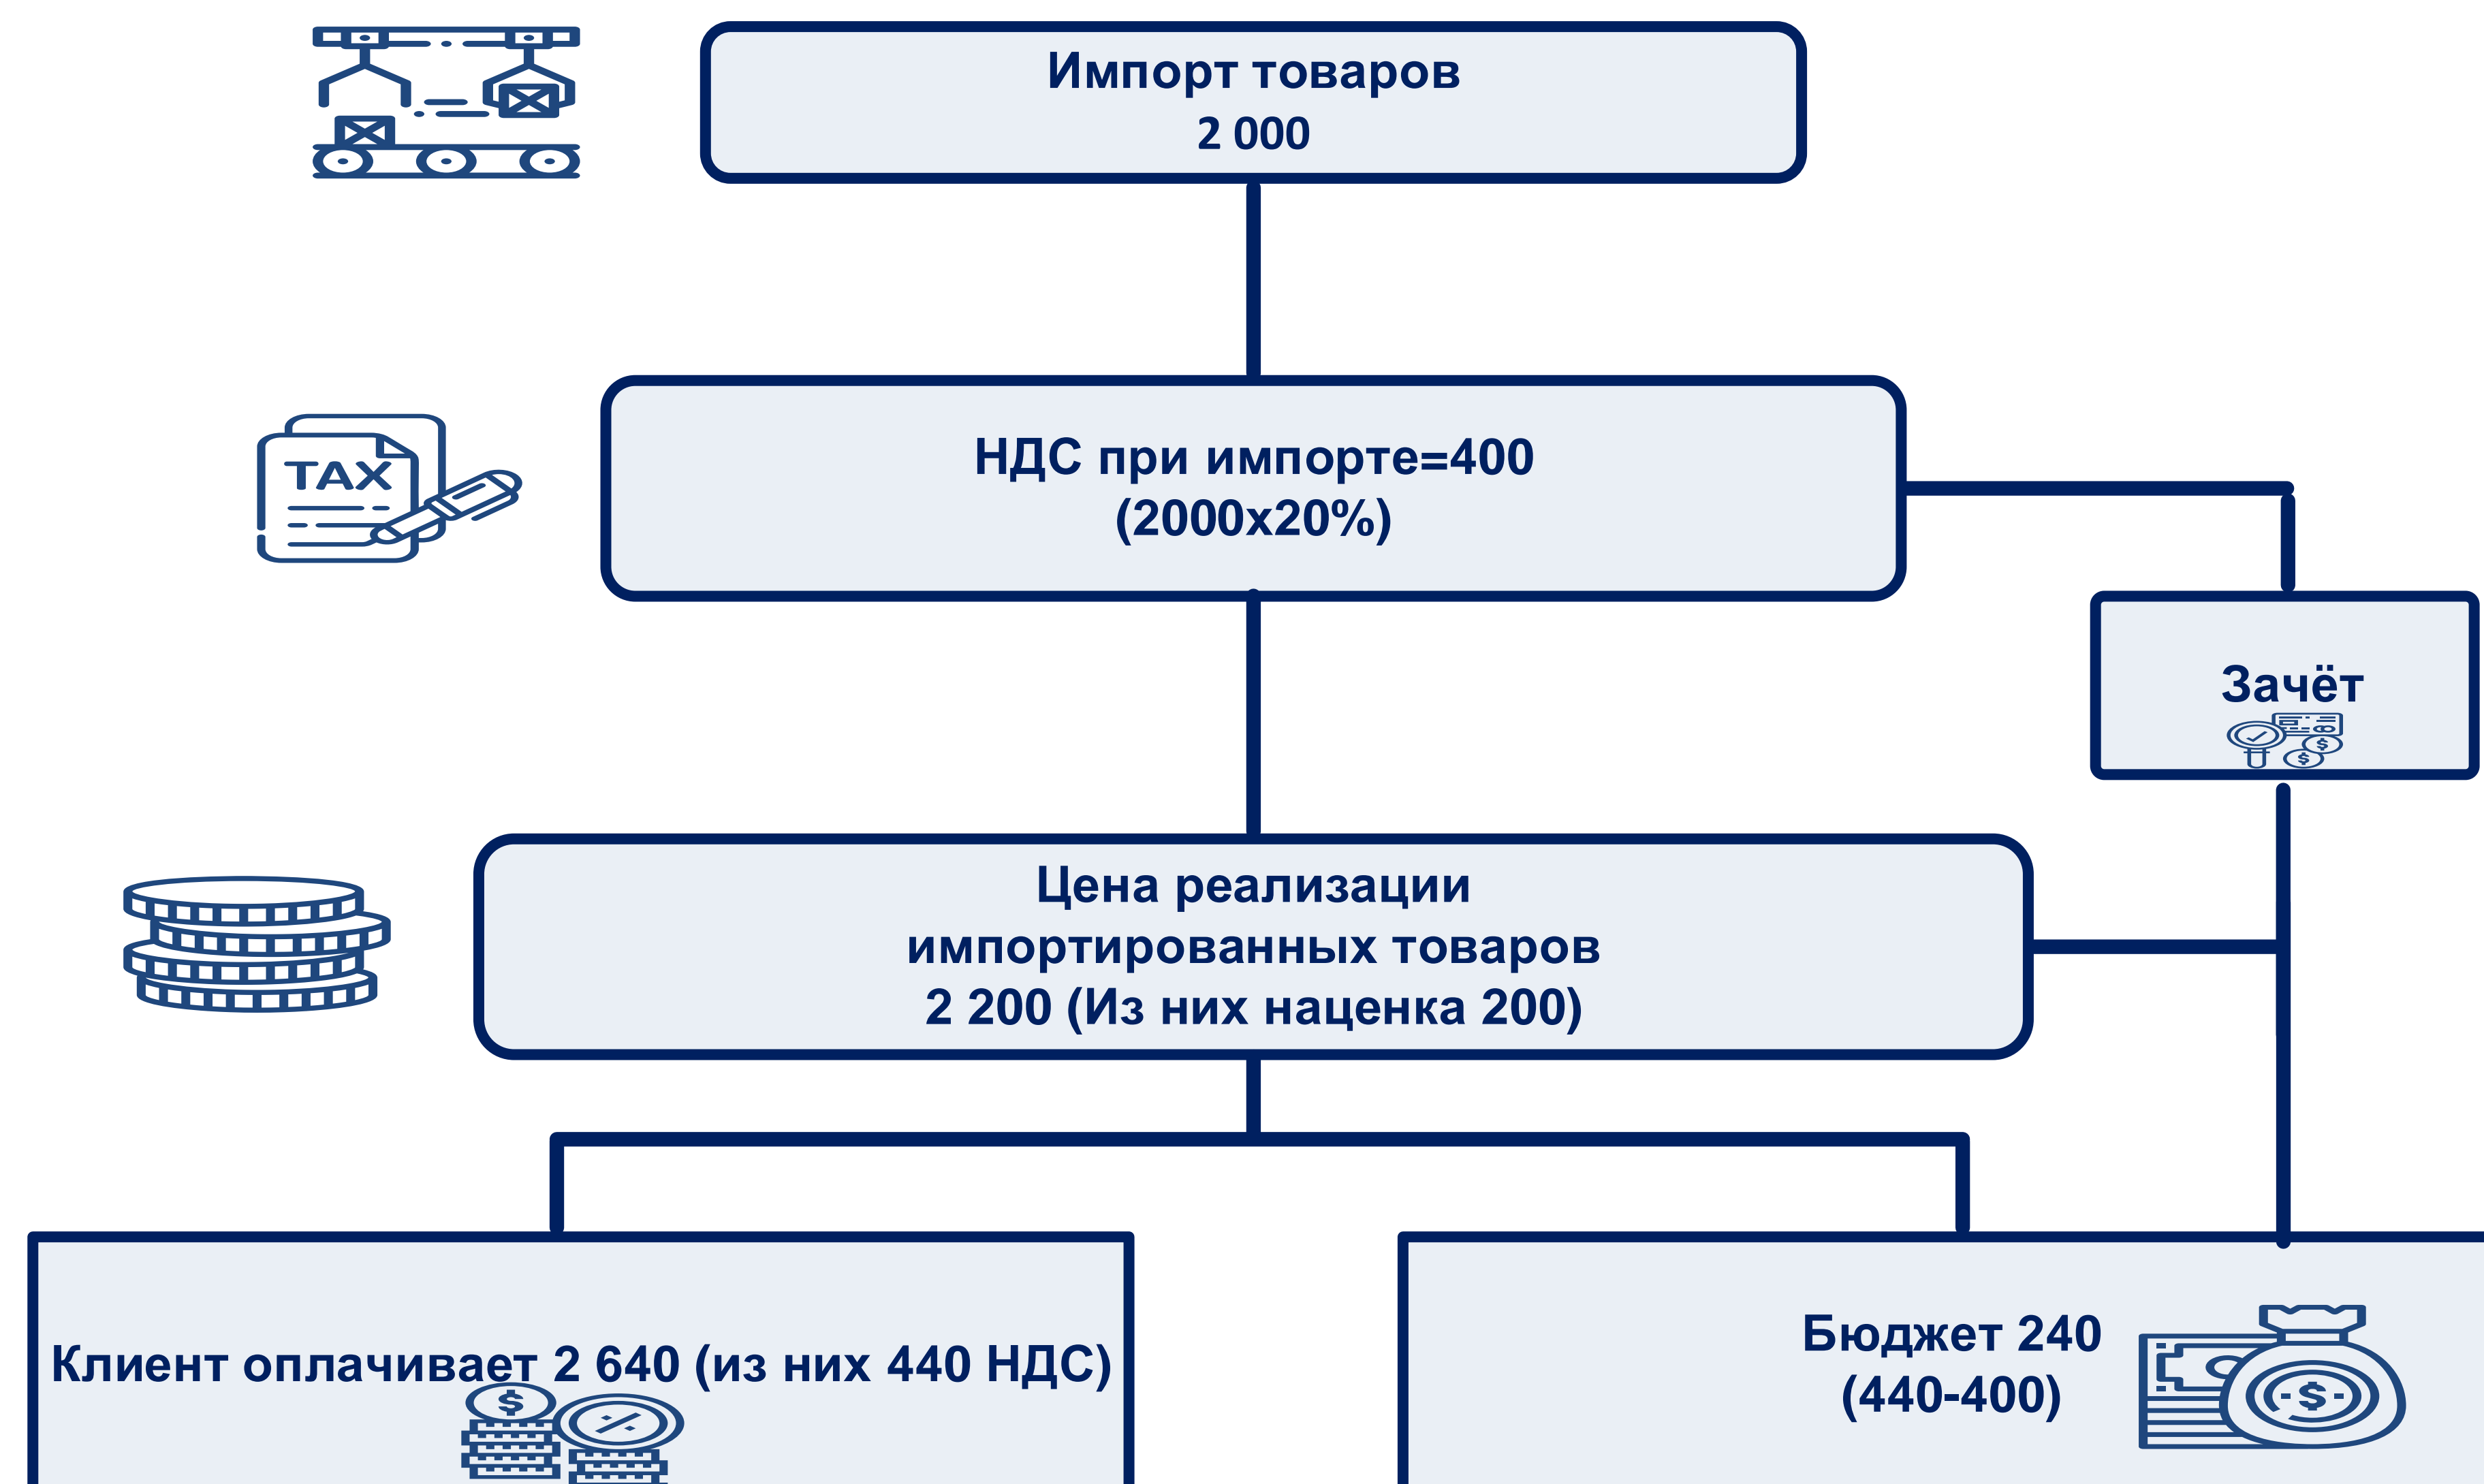 Импорт товаров
2 000
TAX
НДС при импорте=400
(2000х20%)
Зачёт
Цена реализации
импортированных товаров
2 200 (Из них наценка 200)
Клиент оплачивает 2 640 (из них 440 НДС)
Бюджет 240
(440-400)